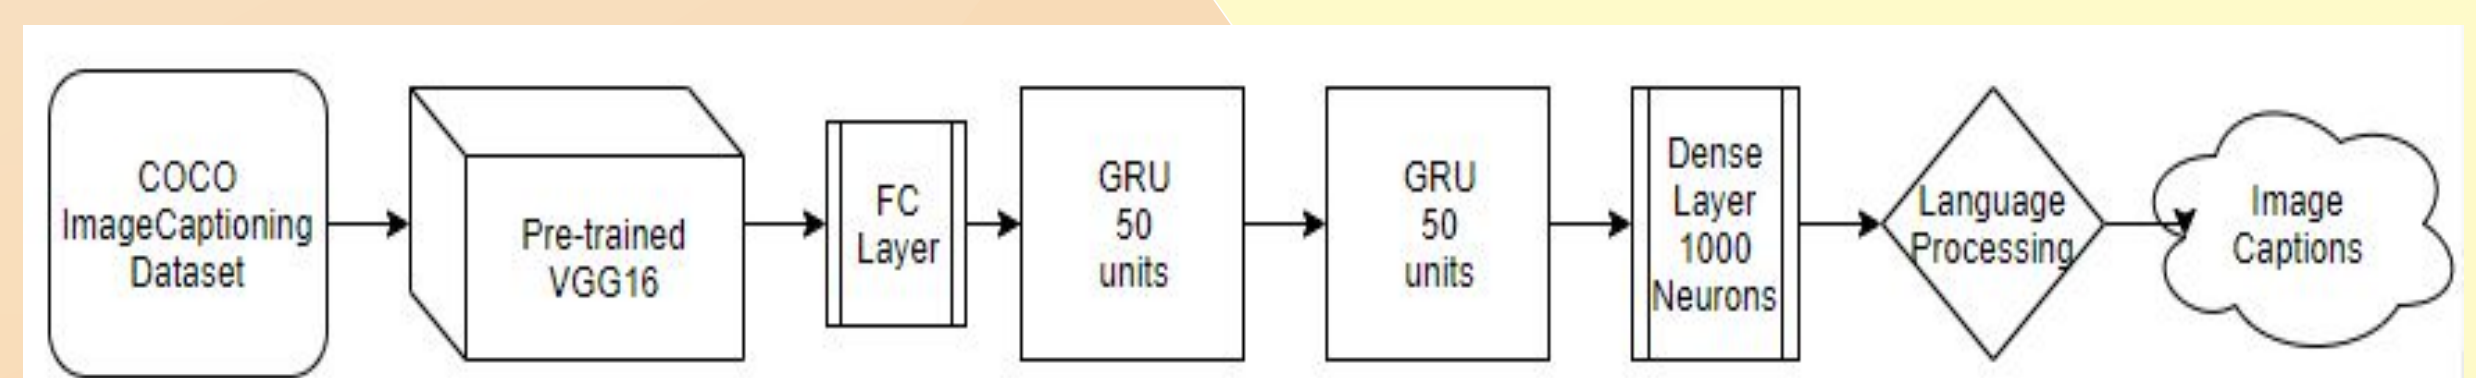 COCO
ImageCaptioning
Dataset
Pre-trained
VGG16
FC
Layer
GRU
50
units
GRU
50
units
Dense
Layer
1000
Neurons
Language
Processing
Image
Captions